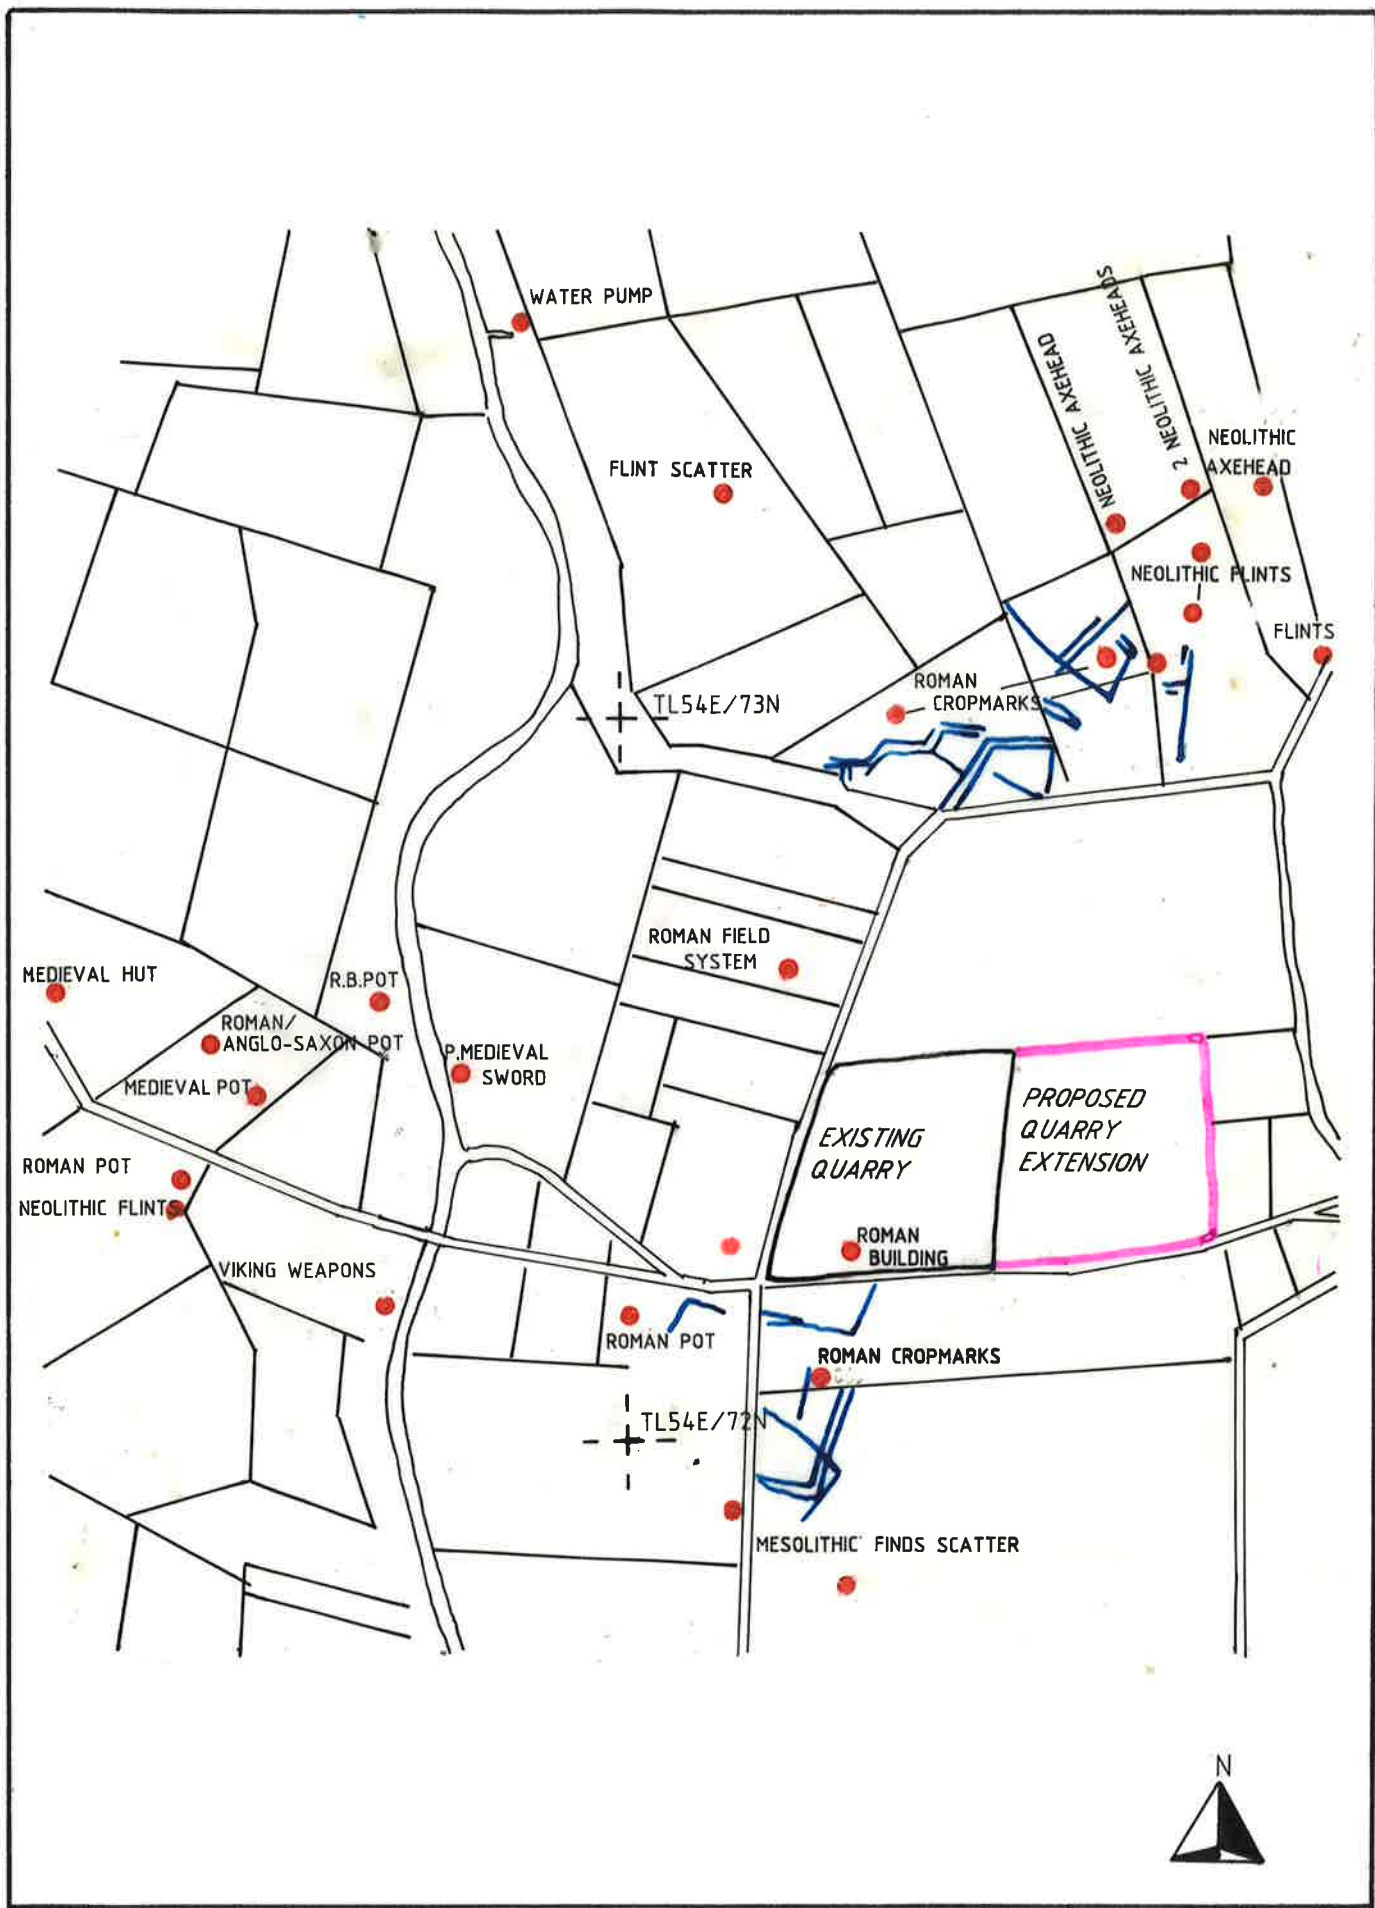 WATER PUMP
NEOLITHIC AXEHEAD
2 NEOLITHIC AXEHEADS
NEOLITHIC
AXEHEAD
FLINT SCATTER
NEOLITHIC FLINTS
FLINTS
ROMAN
CROPMARKS
TL54E/73N
ROMAN FIELD
SYSTEM
MEDIEVAL HUT
R.B.POT
ROMAN/
ANGLO-SAXON POT
P.MEDIEVAL
SWORD
MEDIEVAL POT
EXISTING
QUARRY
PROPOSED
QUARRY
EXTENSION
ROMAN POT
NEOLITHIC FLINTS
ROMAN
BUILDING
VIKING WEAPONS
ROMAN POT
ROMAN CROPMARKS
TL54E/72N
MESOLITHIC FINDS SCATTER
N